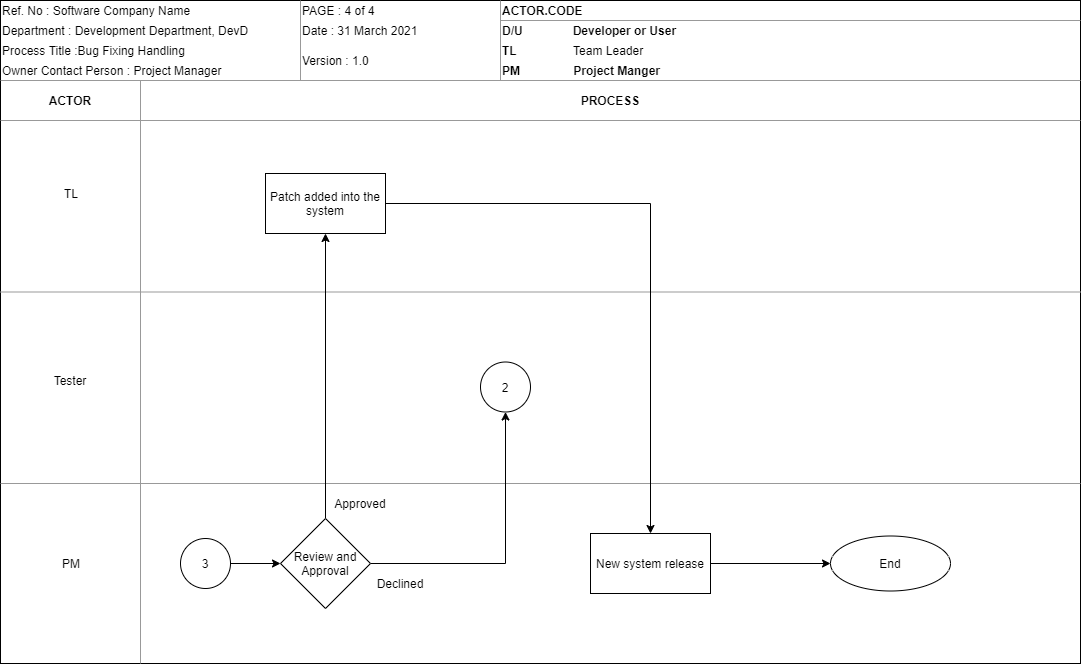 Ref. No : Software Company Name
PAGE : 4 of 4
ACTOR.CODE
Department : Development Department, DevD
Date : 31 March 2021
D/U Developer or User
Process Title :Bug Fixing Handling
TL Team Leader
Version : 1.0
Owner Contact Person : Project Manager
PM Project Manger
ACTOR
PROCESS
TL
Patch added into the
system
Tester
2
Approved
PM
3
Review and
Approval
Declined
New system release
End